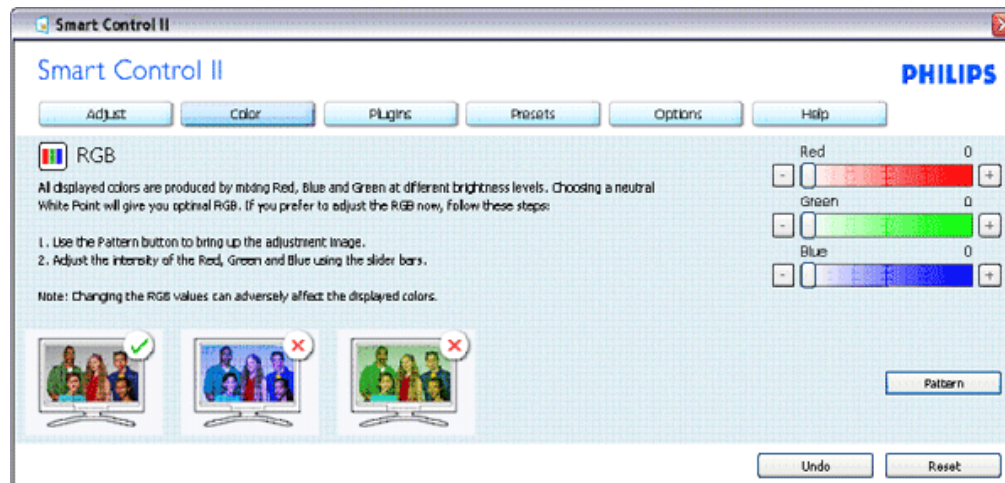 Smart Control II
Smart Control II
PHILIPS
Adjust Color Plugins Presets Options Help
RGB
All displayed colors are produced by mixing Red, Blue and Green at different brightness levels. Choosing a neutral
White Point will give you optimal RGB. If you prefer to adjust the RGB now, follow these steps:
1. Use the Pattern button to bring up the adjustment image.
2. Adjust the intensity of the Red, Green and Blue using the slider bars.
Note: Changing the RGB values can adversely affect the displayed colors.
Red 0
- +
Green 0
- +
Blue 0
- +
Pattern
Undo Reset